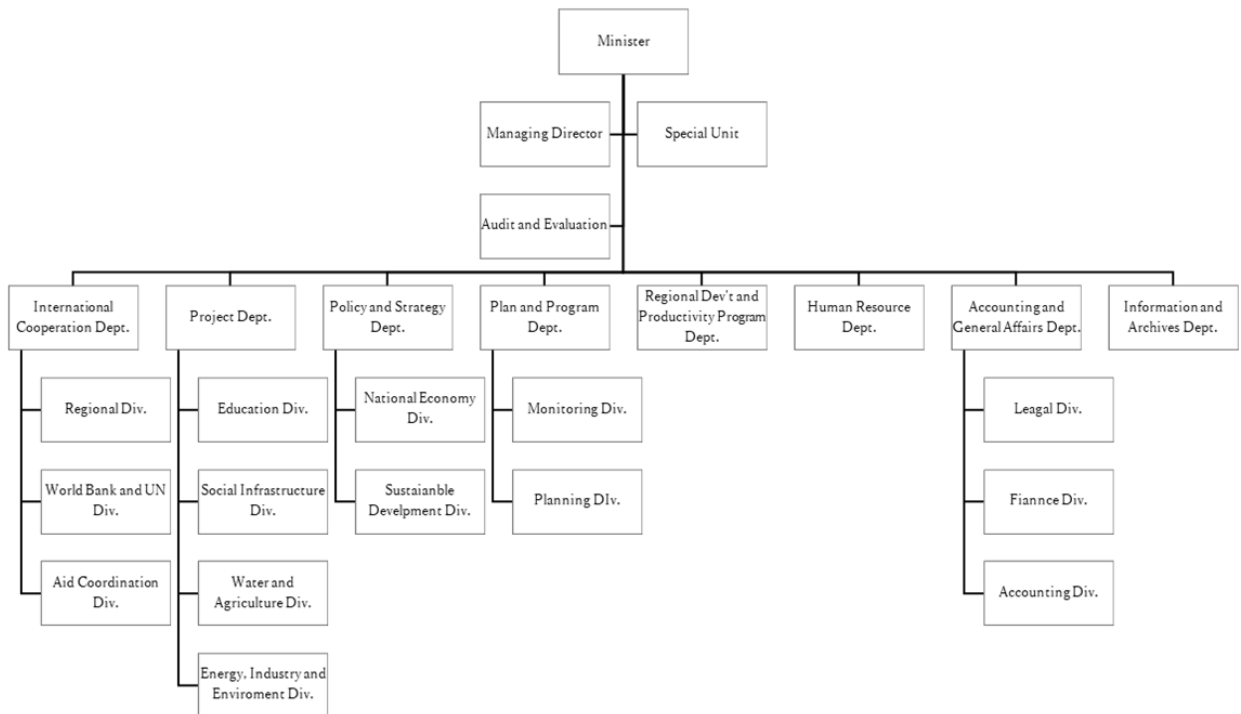 Minister
Managing Director
Special Unit
Audit and Evaluation
International
Cooperation Dept.
Project Dept.
Policy and Strategy
Dept.
Plan and Program
Dept.
Regional Dev't and
Productivity Program
Dept.
Human Resource
Dept.
Accounting and
General Affairs Dept.
Information and
Archives Dept.
Regional Div.
World Bank and UN
Div.
Aid Coordination
Div.
Education Div.
Social Infrastructure
Div.
Water and
Agriculture Div.
Energy, Industry and
Enviroment Div.
National Economy
Div.
Sustaianble
Develpment Div.
Monitoring Div.
Planning DIv.
Leagal Div.
Fiannce Div.
Accounting Div.